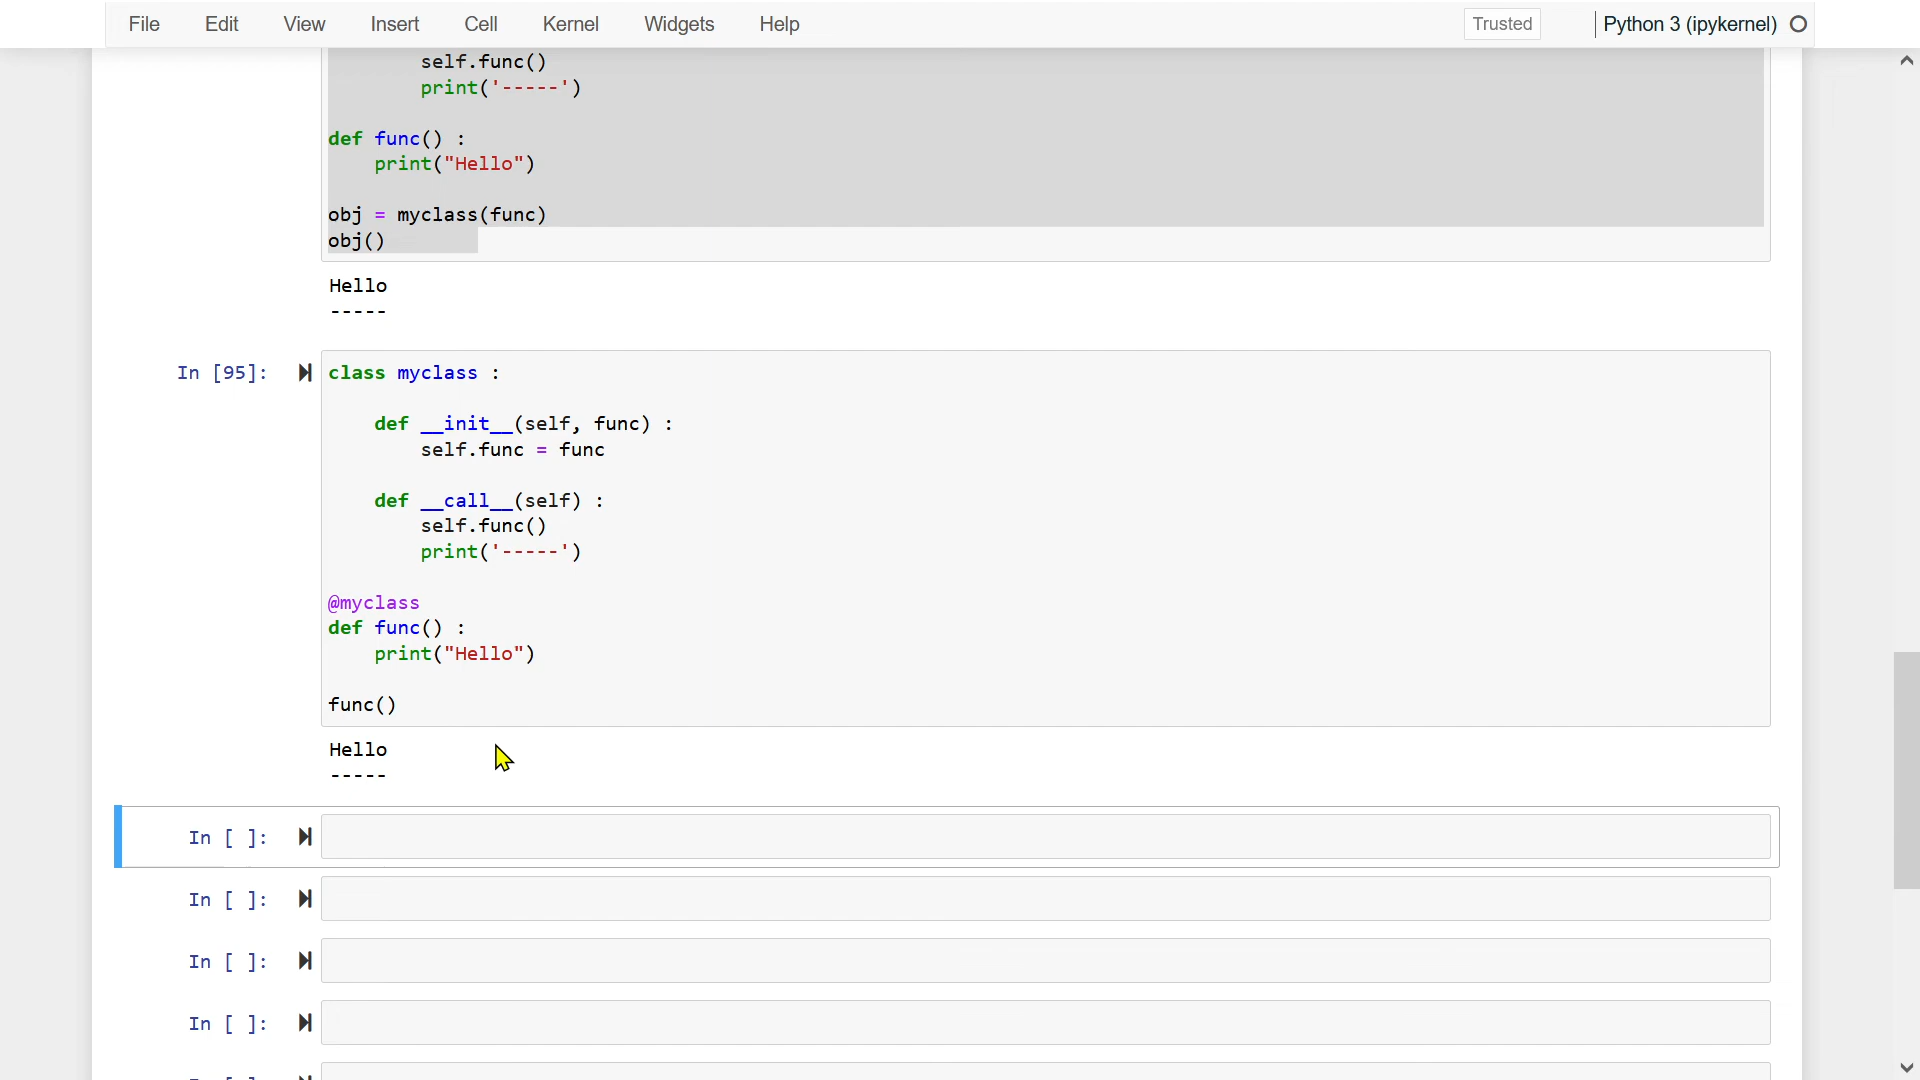 File Edit View Insert Cell Kernel Widgets Help Trusted Python 3 (ipykernel)
self.func()
print('-----')
def func() :
print("Hello")
obj = myclass(func)
obj()
Hello
-----
In [95]: class myclass :
def __init__(self, func) :
self.func = func
def __call__(self) :
self.func()
print('-----')
@myclass
def func() :
print("Hello")
func()
Hello
-----
In [ ]:
In [ ]:
In [ ]:
In [ ]: